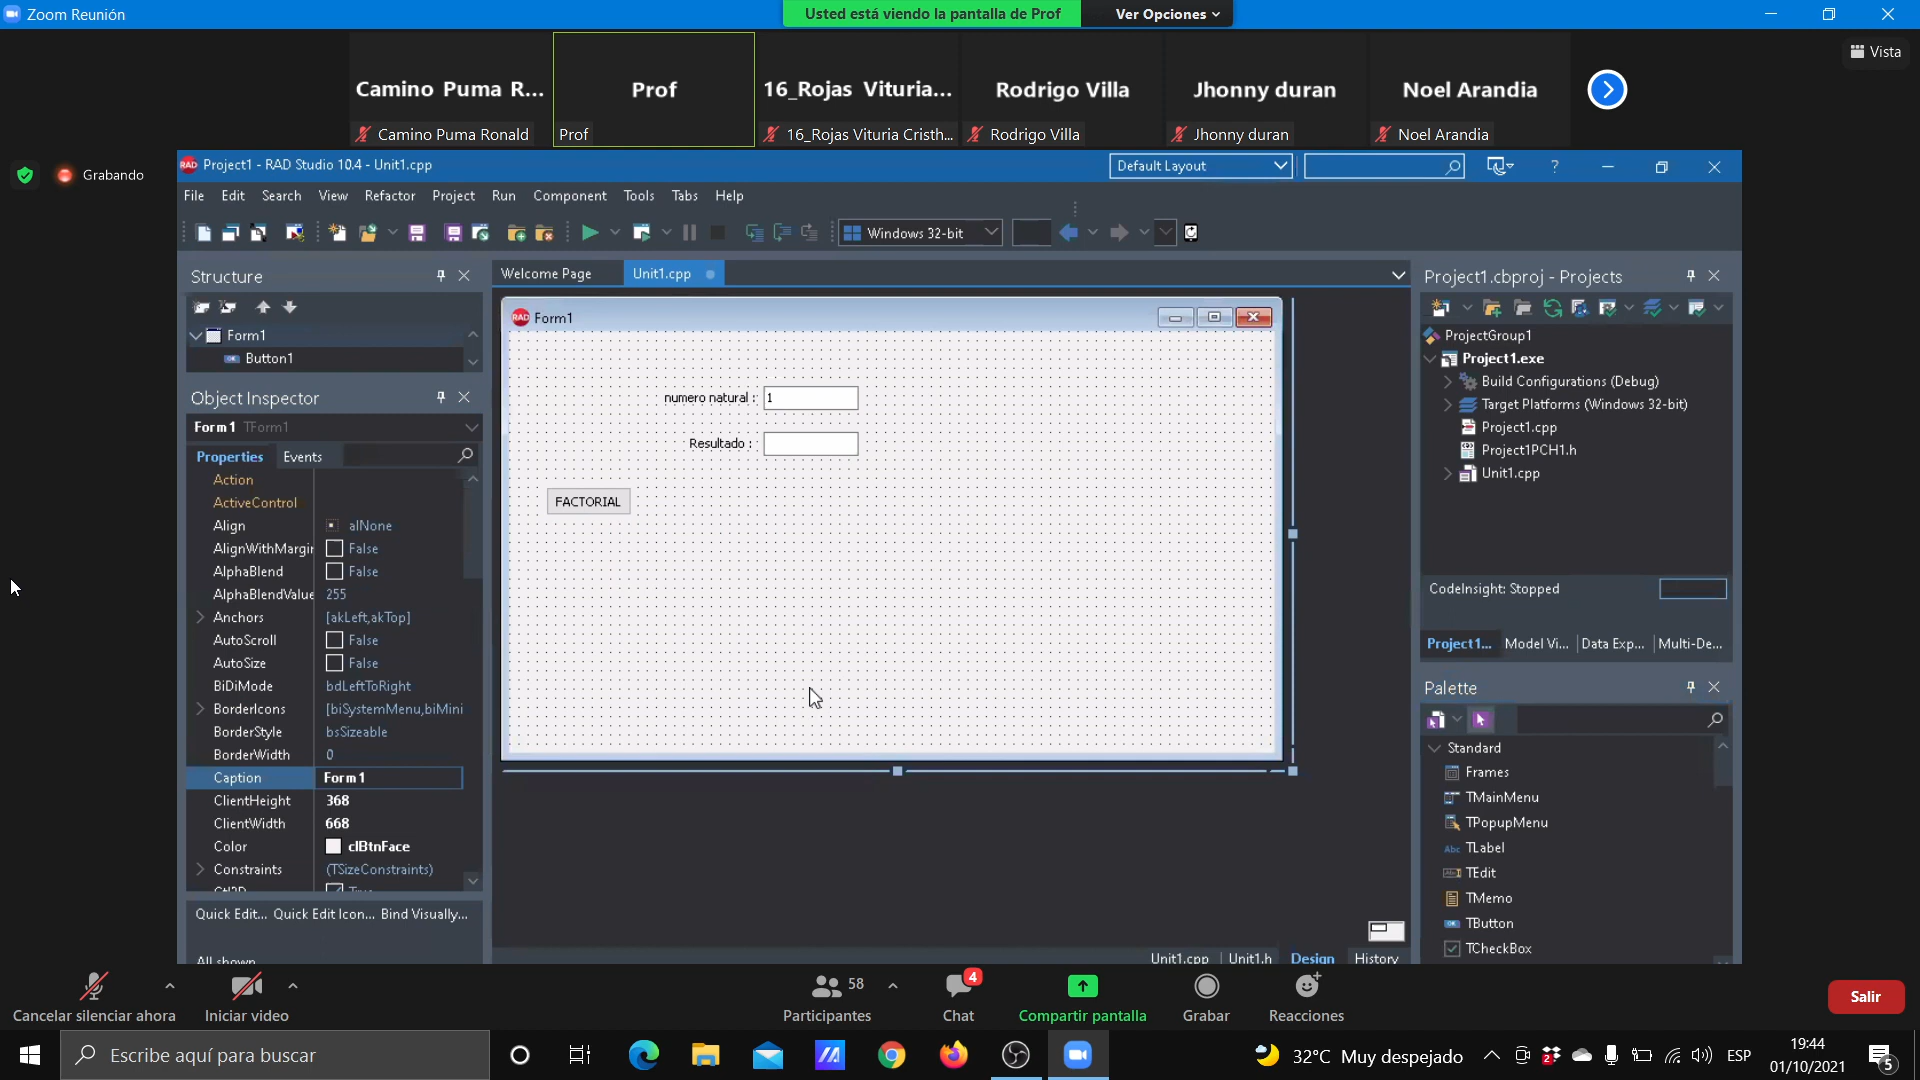 Zoom Reunión
Usted está viendo la pantalla de Prof
Ver Opciones
Vista
Camino Puma R...
Prof
16_Rojas Vituria...
Rodrigo Villa
Jhonny duran
Noel Arandia
Camino Puma Ronald
Prof
16_Rojas Vituria Cristh...
Rodrigo Villa
Jhonny duran
Noel Arandia
Grabando
RAD Project1 - RAD Studio 10.4 - Unit1.cpp
Default Layout
?
File Edit Search View Refactor Project Run Component Tools Tabs Help
Windows 32-bit
Structure
Form1
Button1
Object Inspector
Form1 TForm1
Properties Events
Action
ActiveControl
Align alNone
AlignWithMargin False
AlphaBlend False
AlphaBlendValue 255
Anchors [akLeft,akTop]
AutoScroll False
AutoSize False
BiDiMode bdLeftToRight
BorderIcons [biSystemMenu,biMini
BorderStyle bsSizeable
BorderWidth 0
Caption Form1
ClientHeight 368
ClientWidth 668
Color clBtnFace
Constraints (TSizeConstraints)
Ctl3D True
Quick Edit... Quick Edit Icon... Bind Visually...
All shown
Welcome Page
Unit1.cpp
RAD Form1
numero natural : 1
Resultado :
FACTORIAL
Unit1.cpp Unit1.h Design History
Project1.cbproj - Projects
ProjectGroup1
Project1.exe
Build Configurations (Debug)
Target Platforms (Windows 32-bit)
Project1.cpp
Project1PCH1.h
Unit1.cpp
CodeInsight: Stopped
Project1... Model Vi... Data Exp... Multi-De...
Palette
Standard
Frames
TMainMenu
TPopupMenu
Abc TLabel
TEdit
TMemo
TButton
TCheckBox
Cancelar silenciar ahora
Iniciar video
58
Participantes
4
Chat
Compartir pantalla
Grabar
Reacciones
Salir
Escribe aquí para buscar
32°C Muy despejado
2
ESP
19:44
01/10/2021
5